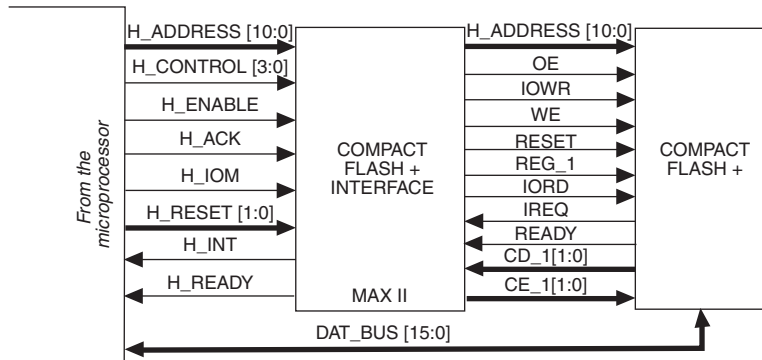 H_ADDRESS [10:0]
H_CONTROL [3:0]
H_ENABLE
H_ACK
H_IOM
H_RESET [1:0]
H_INT
H_READY
From the
microprocessor
COMPACT
FLASH +
INTERFACE
MAX II
H_ADDRESS [10:0]
OE
IOWR
WE
RESET
REG_1
IORD
IREQ
READY
CD_1[1:0]
CE_1[1:0]
COMPACT
FLASH +
DAT_BUS [15:0]